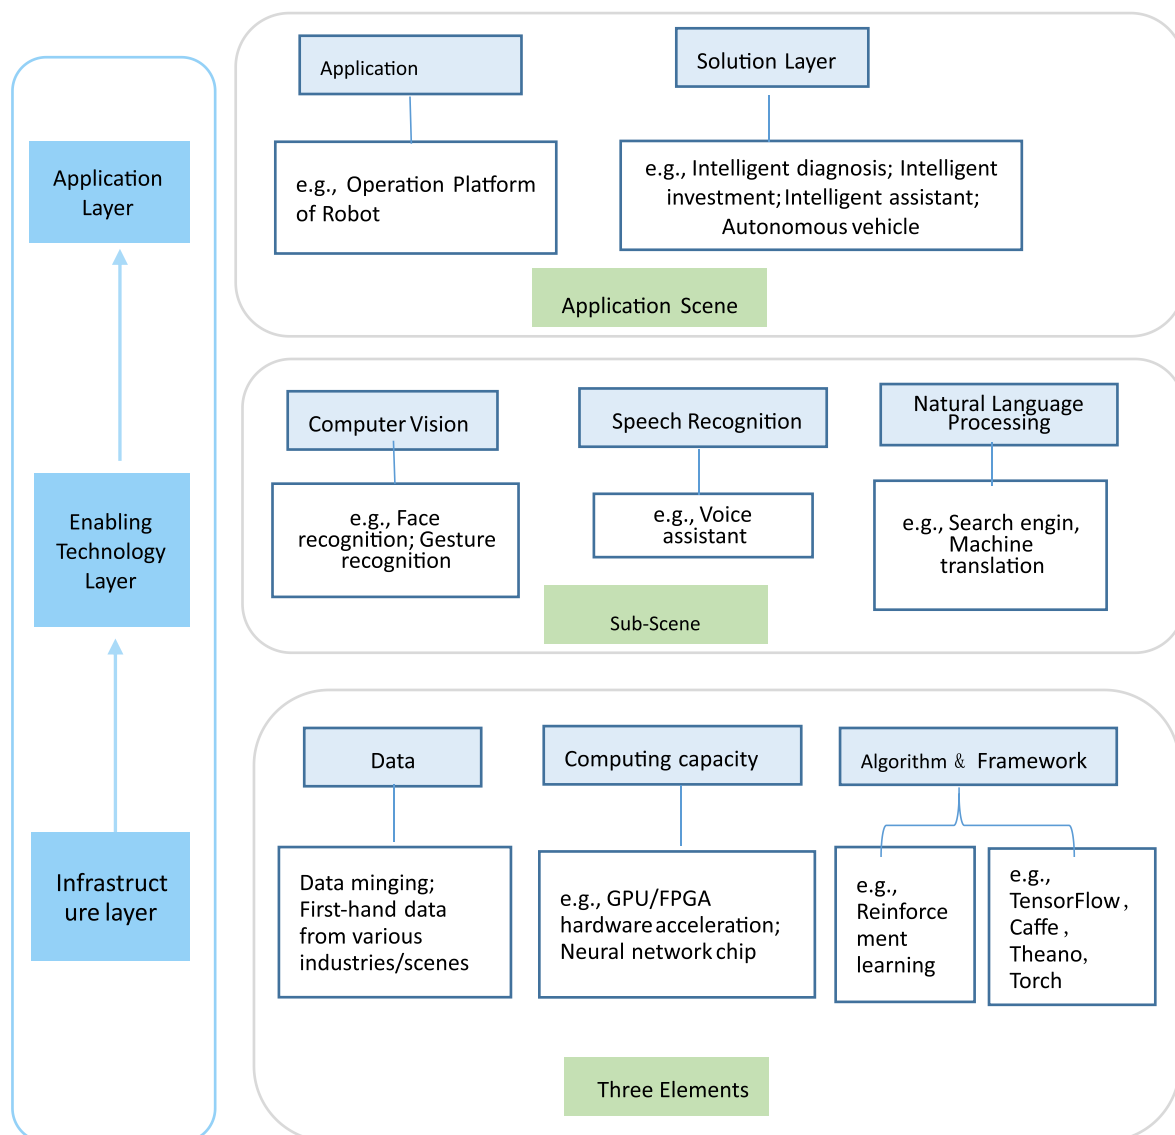 Application
Layer
Enabling
Technology
Layer
Infrastruct
ure layer
Application
Solution Layer
e.g., Operation Platform
of Robot
e.g., Intelligent diagnosis; Intelligent
investment; Intelligent assistant;
Autonomous vehicle
Application Scene
Computer Vision
Speech Recognition
Natural Language
Processing
e.g., Face
recognition; Gesture
recognition
e.g., Voice
assistant
e.g., Search engin,
Machine
translation
Sub-Scene
Data
Computing capacity
Algorithm & Framework
Data minging;
First-hand data
from various
industries/scenes
e.g., GPU/FPGA
hardware acceleration;
Neural network chip
e.g.,
Reinforce
ment
learning
e.g.,
TensorFlow,
Caffe,
Theano,
Torch
Three Elements